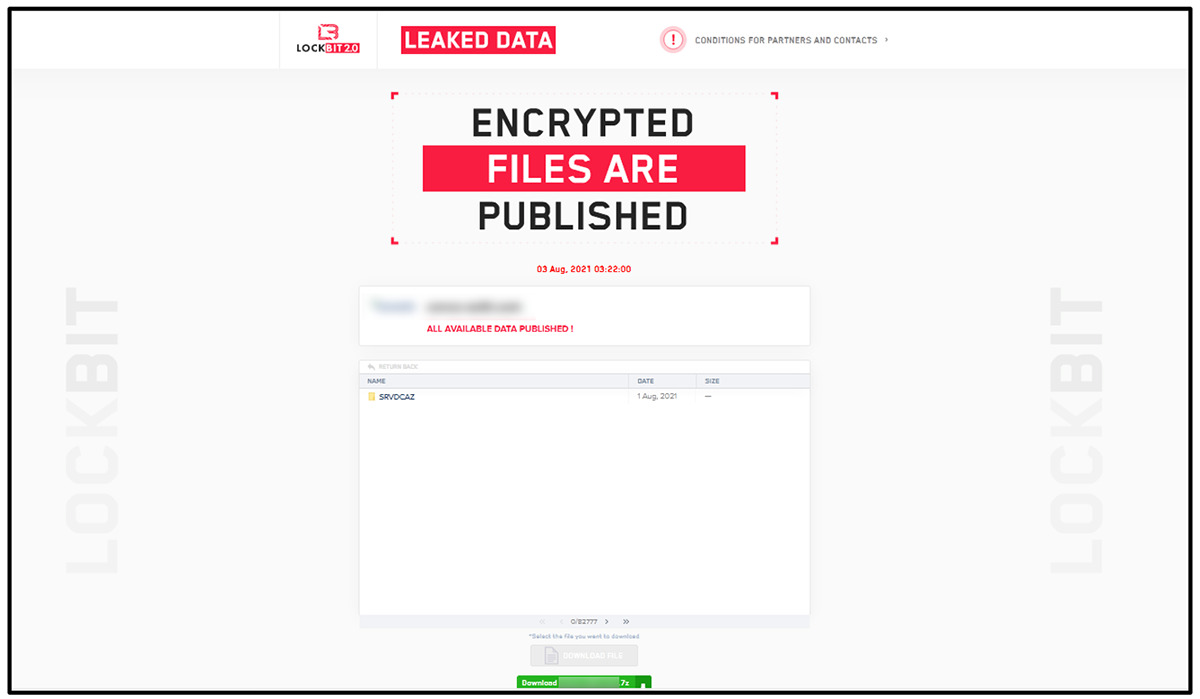 LOCKBIT 2.0
LEAKED DATA
! CONDITIONS FOR PARTNERS AND CONTACTS >
ENCRYPTED
FILES ARE
PUBLISHED
03 Aug, 2021 03:22:00
ALL AVAILABLE DATA PUBLISHED !
RETURN BACK
NAME DATE SIZE
SRVDCAZ 1 Aug, 2021 —
LOCKBIT
LOCKBIT
« ‹ 0/82777 › »
*Select the file you want to download
DOWNLOAD FILE
Download .7z